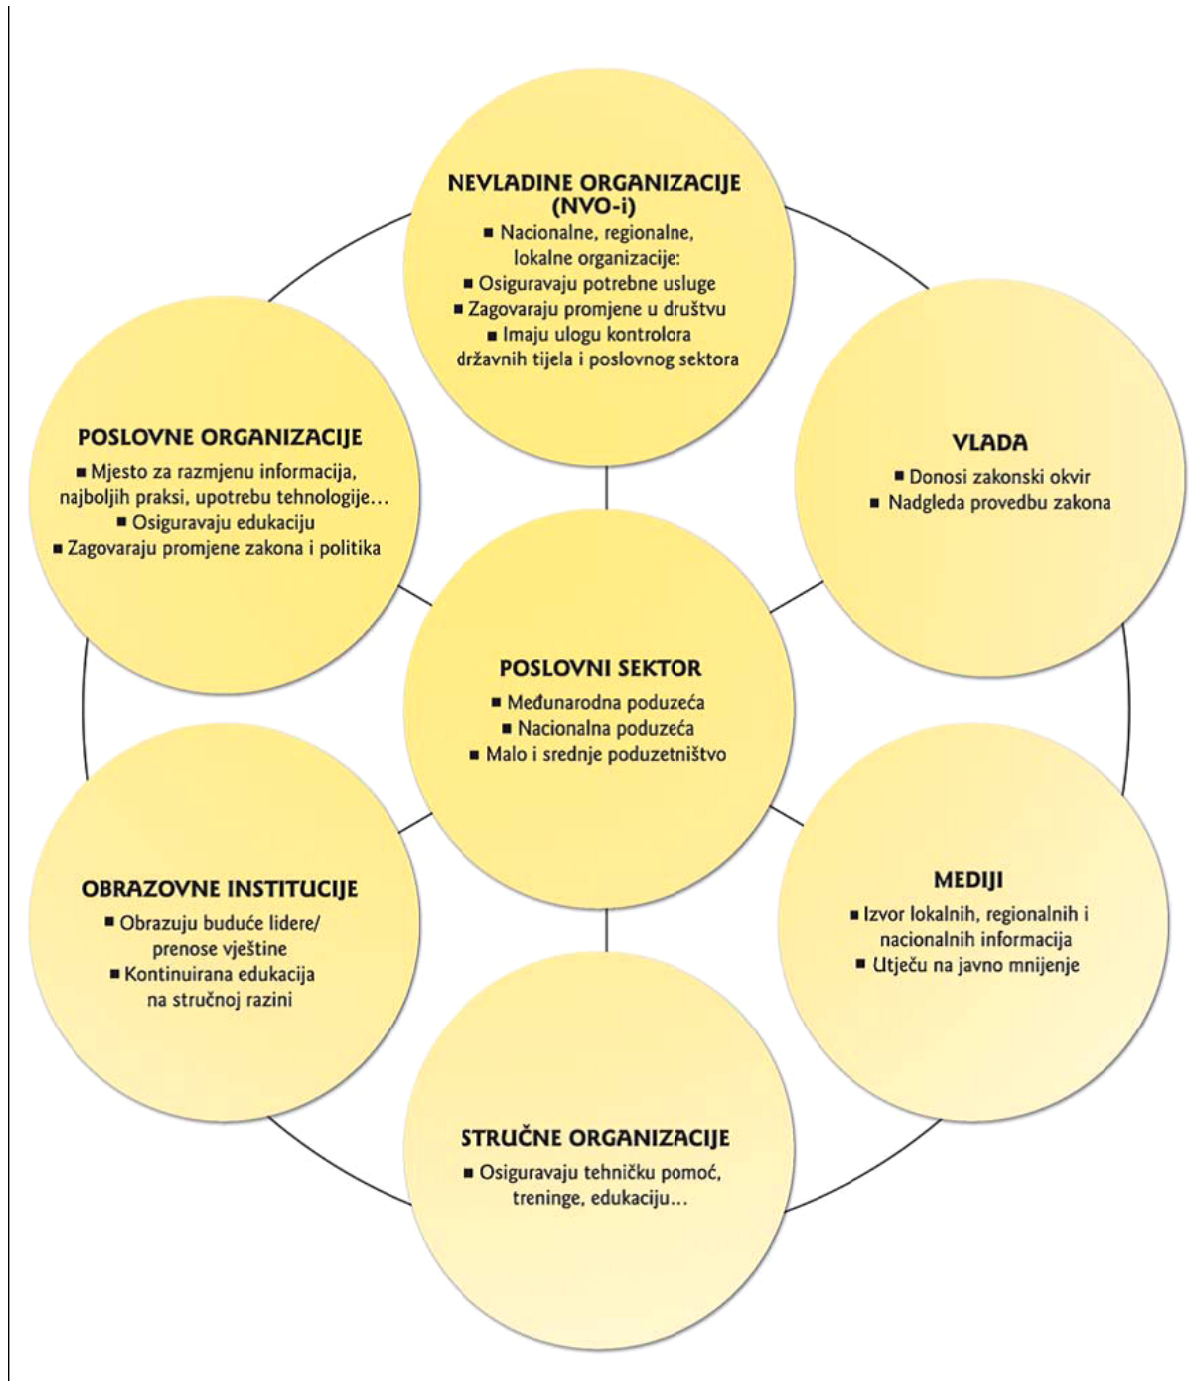 NEVLADINE ORGANIZACIJE
(NVO-i)
▪ Nacionalne, regionalne,
lokalne organizacije:
▪ Osiguravaju potrebne usluge
▪ Zagovaraju promjene u društvu
▪ Imaju ulogu kontrolora
državnih tijela i poslovnog sektora
POSLOVNE ORGANIZACIJE
▪ Mjesto za razmjenu informacija,
najboljih praksi, upotrebu tehnologije...
▪ Osiguravaju edukaciju
▪ Zagovaraju promjene zakona i politika
VLADA
▪ Donosi zakonski okvir
▪ Nadgleda provedbu zakona
POSLOVNI SEKTOR
▪ Međunarodna poduzeća
▪ Nacionalna poduzeća
▪ Malo i srednje poduzetništvo
OBRAZOVNE INSTITUCIJE
▪ Obrazuju buduće lidere/
prenose vještine
▪ Kontinuirana edukacija
na stručnoj razini
MEDIJI
▪ Izvor lokalnih, regionalnih i
nacionalnih informacija
▪ Utječu na javno mnijenje
STRUČNE ORGANIZACIJE
▪ Osiguravaju tehničku pomoć,
treninge, edukaciju...